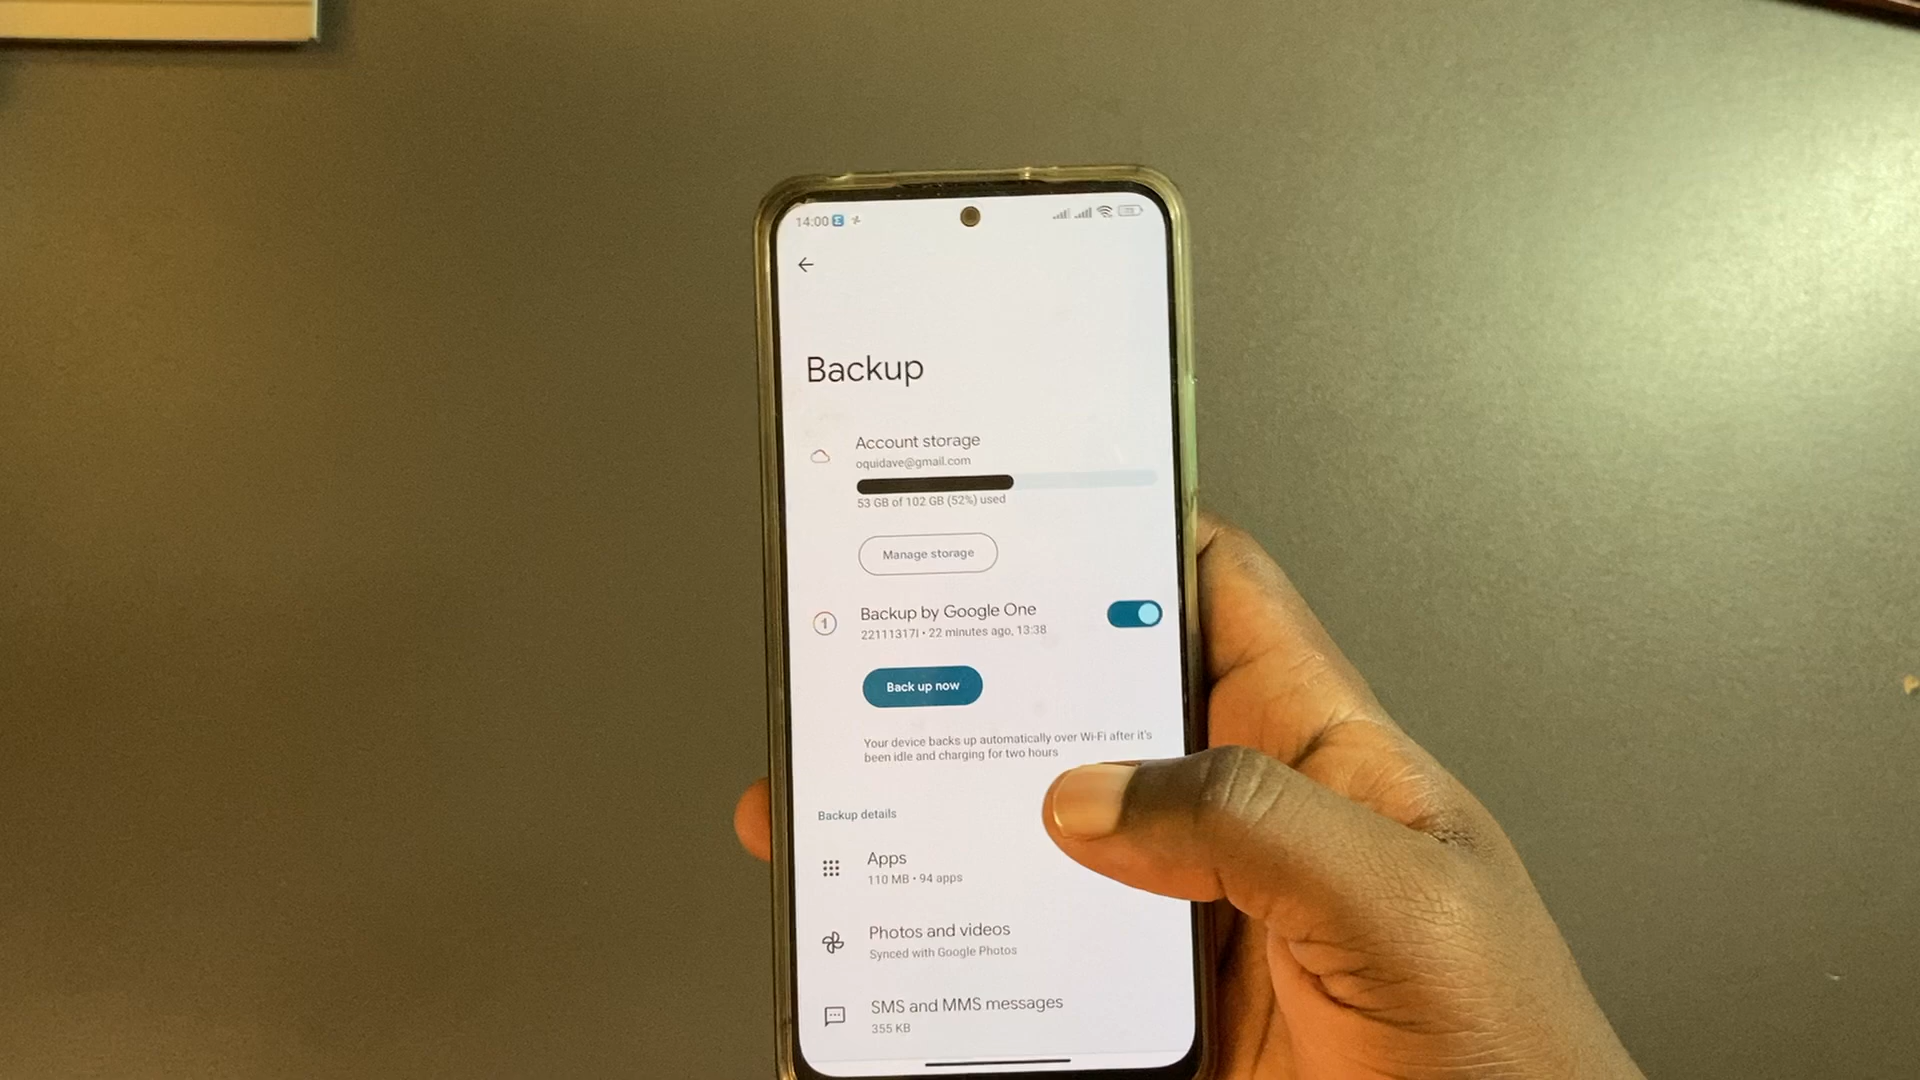 14:00
Backup
Account storage
oquidave@gmail.com
53 GB of 102 GB (52%) used
Manage storage
Backup by Google One
22111317I • 22 minutes ago, 13:38
Back up now
Your device backs up automatically over Wi-Fi after it's
been idle and charging for two hours
Backup details
Apps
110 MB • 94 apps
Photos and videos
Synced with Google Photos
SMS and MMS messages
355 KB